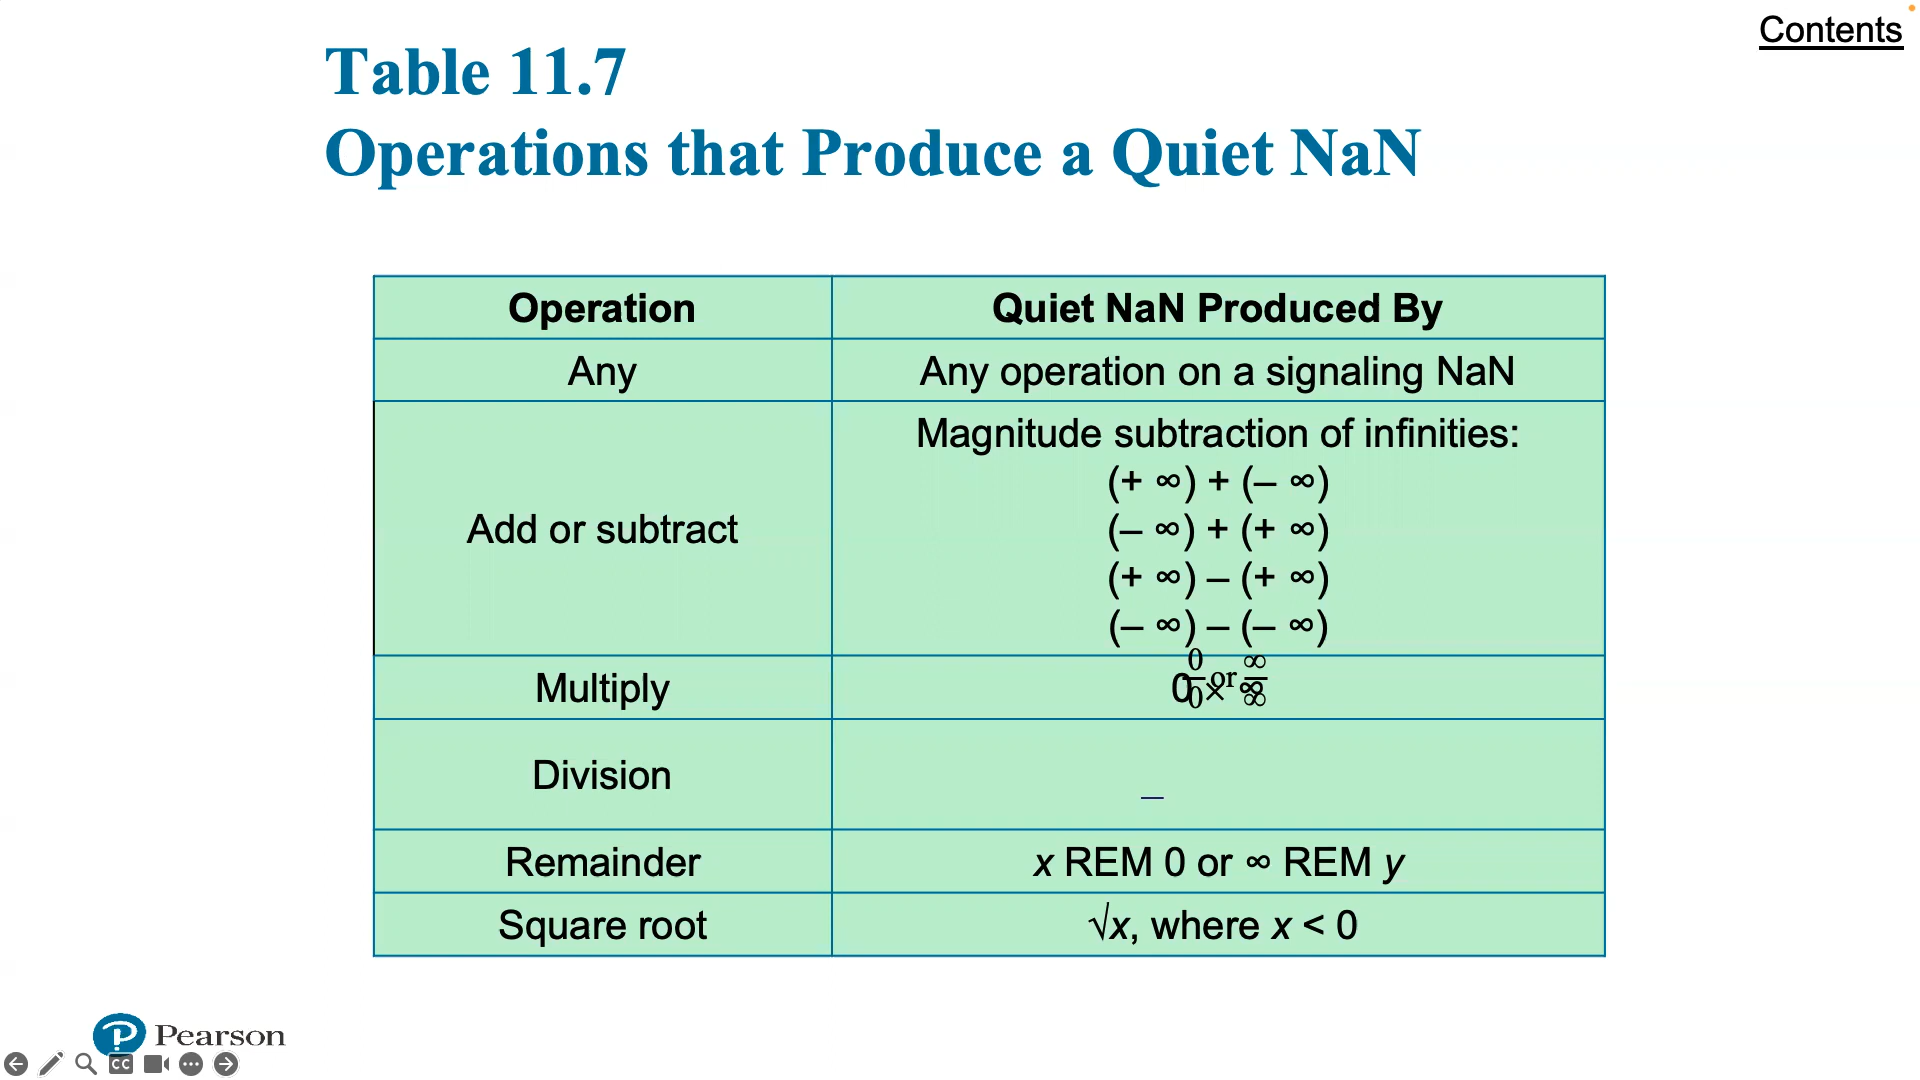 Contents
Table 11.7
Operations that Produce a Quiet NaN
Operation
Quiet NaN Produced By
Any
Any operation on a signaling NaN
Add or subtract
Magnitude subtraction of infinities:
(+ ∞) + (– ∞)
(– ∞) + (+ ∞)
(+ ∞) – (+ ∞)
(– ∞) – (– ∞)
Multiply
0 × ∞
0/0 or ∞/∞
Division
Remainder
x REM 0 or ∞ REM y
Square root
√x, where x < 0
P Pearson
CC